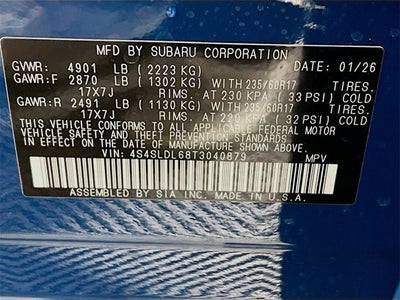 MFD BY SUBARU CORPORATION
GVWR: 4901 LB (2223 KG) DATE: 01/26
GAWR:F 2870 LB (1302 KG) WITH 235/60R17
17X7J RIMS. AT 230 KPA ( 33 PSI) COLD
GAWR:R 2491 LB (1130 KG) WITH 235/60R17
17X7J RIMS. AT 220 KPA ( 32 PSI) COLD
THIS VEHICLE CONFORMS TO ALL APPLICABLE FEDERAL MOTOR
VEHICLE SAFETY, BUMPER, AND THEFT PREVENTION STANDARDS
IN EFFECT ON THE DATE OF MANUFACTURE SHOWN ABOVE.
VIN: 4S4SLDL68T3040879 MPV
ASSEMBLED BY SIA INC. MADE IN U.S.A.